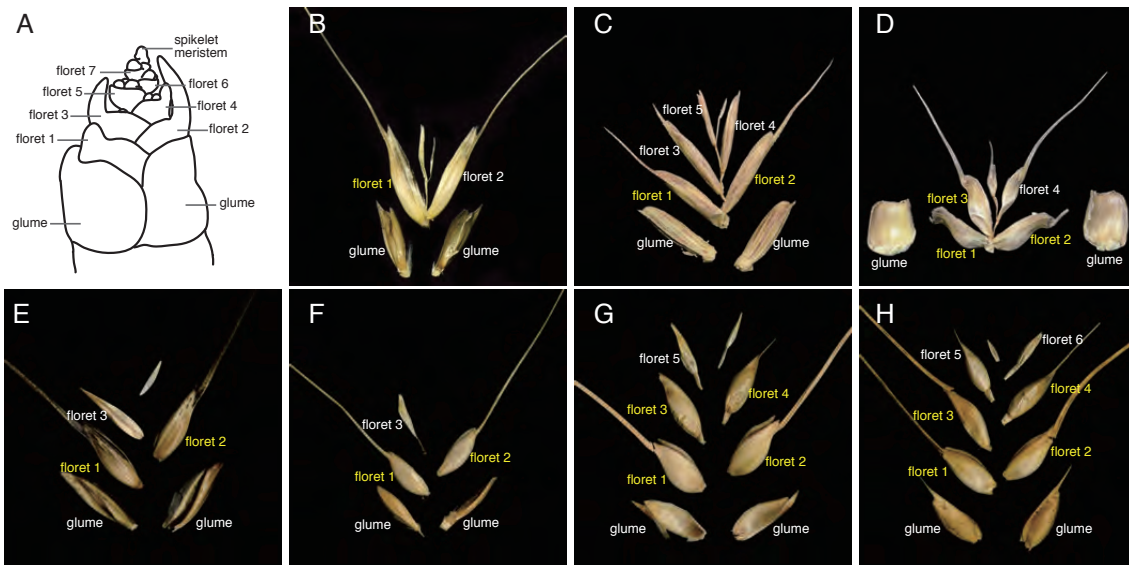 A
spikelet
meristem
floret 7
floret 6
floret 5
floret 4
floret 3
floret 2
floret 1
glume
glume
B
floret 1
floret 2
glume
glume
C
floret 5
floret 4
floret 3
floret 2
floret 1
glume
glume
D
floret 3
floret 4
floret 1
floret 2
glume
glume
E
floret 3
floret 2
floret 1
glume
glume
F
floret 3
floret 2
floret 1
glume
glume
G
floret 5
floret 4
floret 3
floret 2
floret 1
glume
glume
H
floret 6
floret 5
floret 4
floret 3
floret 2
floret 1
glume
glume